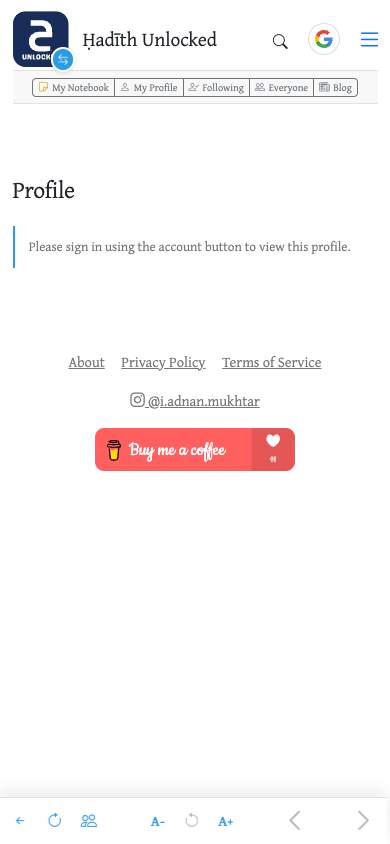 UNLOCK
Ḥadīth Unlocked
My Notebook My Profile Following Everyone Blog
Profile
Please sign in using the account button to view this profile.
About Privacy Policy Terms of Service
@i.adnan.mukhtar
Buy me a coffee
A- A+